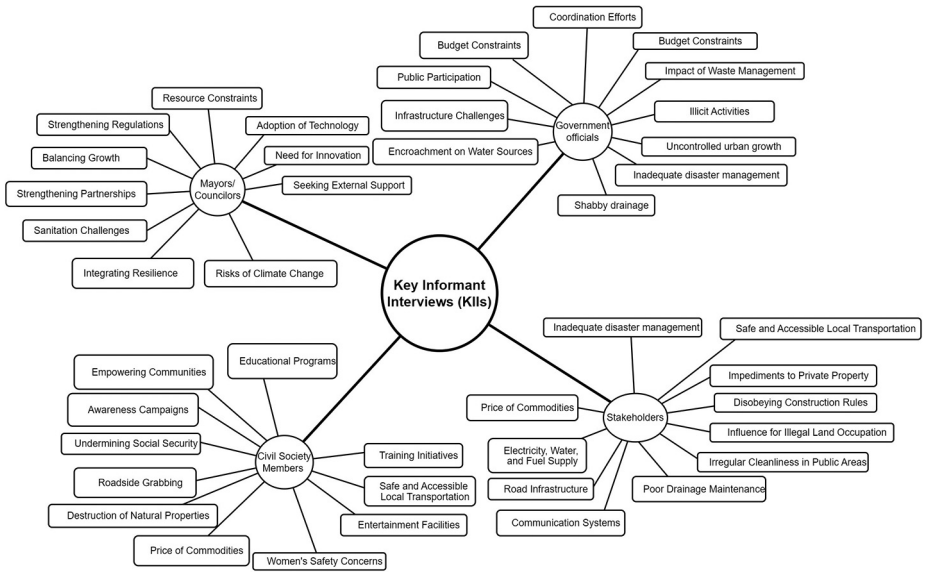 Coordination Efforts
Budget Constraints
Budget Constraints
Public Participation
Impact of Waste Management
Infrastructure Challenges
Illicit Activities
Government
officials
Encroachment on Water Sources
Uncontrolled urban growth
Inadequate disaster management
Shabby drainage
Resource Constraints
Strengthening Regulations
Adoption of Technology
Balancing Growth
Need for Innovation
Mayors/
Councilors
Seeking External Support
Strengthening Partnerships
Sanitation Challenges
Integrating Resilience
Risks of Climate Change
Key Informant
Interviews (KIIs)
Educational Programs
Empowering Communities
Awareness Campaigns
Undermining Social Security
Civil Society
Members
Training Initiatives
Roadside Grabbing
Safe and Accessible
Local Transportation
Destruction of Natural Properties
Entertainment Facilities
Price of Commodities
Women's Safety Concerns
Inadequate disaster management
Safe and Accessible Local Transportation
Impediments to Private Property
Price of Commodities
Disobeying Construction Rules
Stakeholders
Influence for Illegal Land Occupation
Electricity, Water,
and Fuel Supply
Irregular Cleanliness in Public Areas
Road Infrastructure
Poor Drainage Maintenance
Communication Systems